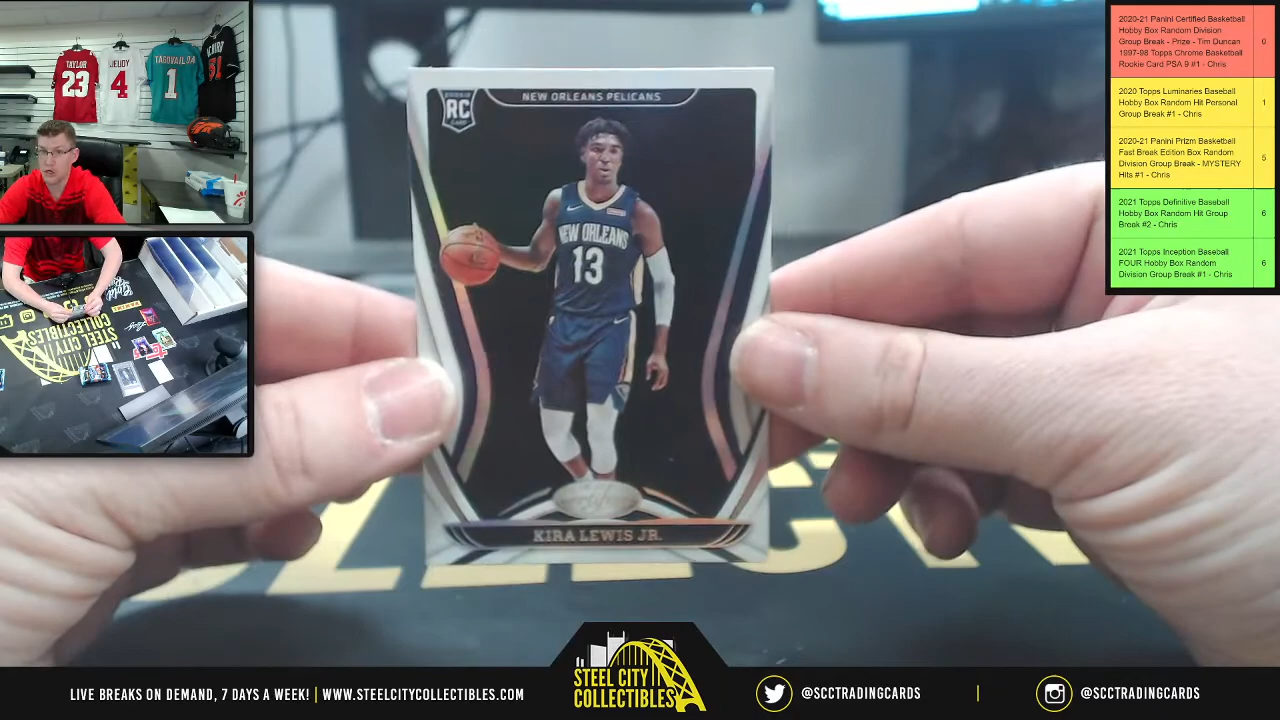 TAYLOR
23
JEUDY
4
TAGOVAILOA
1
STEEL CITY
COLLECTIBLES
RC
NEW ORLEANS PELICANS
NEW ORLEANS
13
KIRA LEWIS JR.
2020-21 Panini Certified Basketball
Hobby Box Random Division
Group Break - Prize - Tim Duncan
1997-98 Topps Chrome Basketball
Rookie Card PSA 9 #1 - Chris
0
2020 Topps Luminaries Baseball
Hobby Box Random Hit Personal
Group Break #1 - Chris
1
2020-21 Panini Prizm Basketball
Fast Break Edition Box Random
Division Group Break - MYSTERY
Hits #1 - Chris
5
2021 Topps Definitive Baseball
Hobby Box Random Hit Group
Break #2 - Chris
6
2021 Topps Inception Baseball
FOUR Hobby Box Random
Division Group Break #1 - Chris
6
LIVE BREAKS ON DEMAND, 7 DAYS A WEEK! | WWW.STEELCITYCOLLECTIBLES.COM
STEEL CITY
COLLECTIBLES
@SCCTRADINGCARDS
@SCCTRADINGCARDS